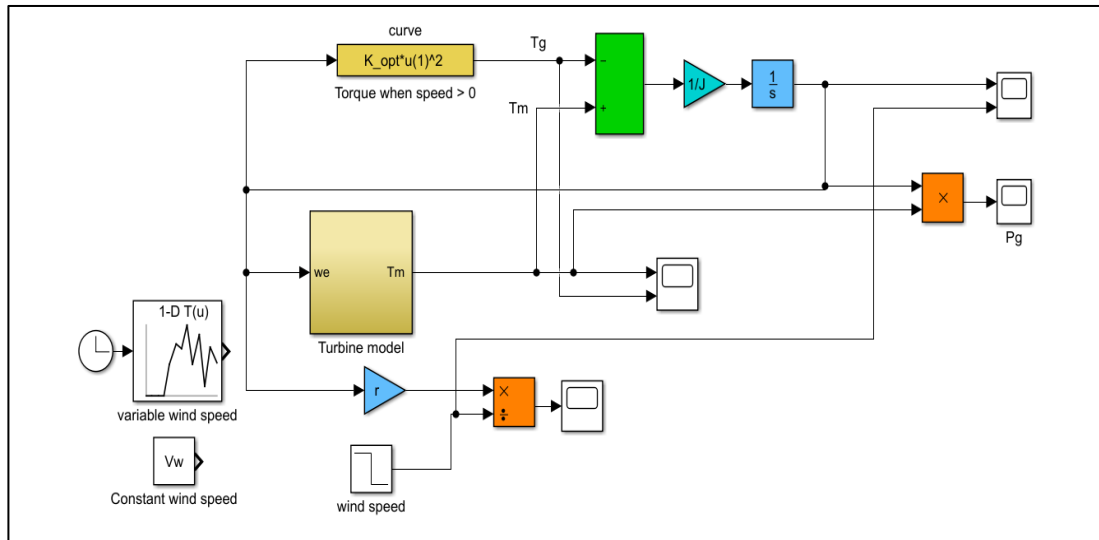 curve
K_opt*u(1)^2
Torque when speed > 0
Tg
Tm
−
+
1/J
1
s
×
Pg
we
Tm
Turbine model
1-D T(u)
variable wind speed
r
×
÷
Vw
Constant wind speed
wind speed